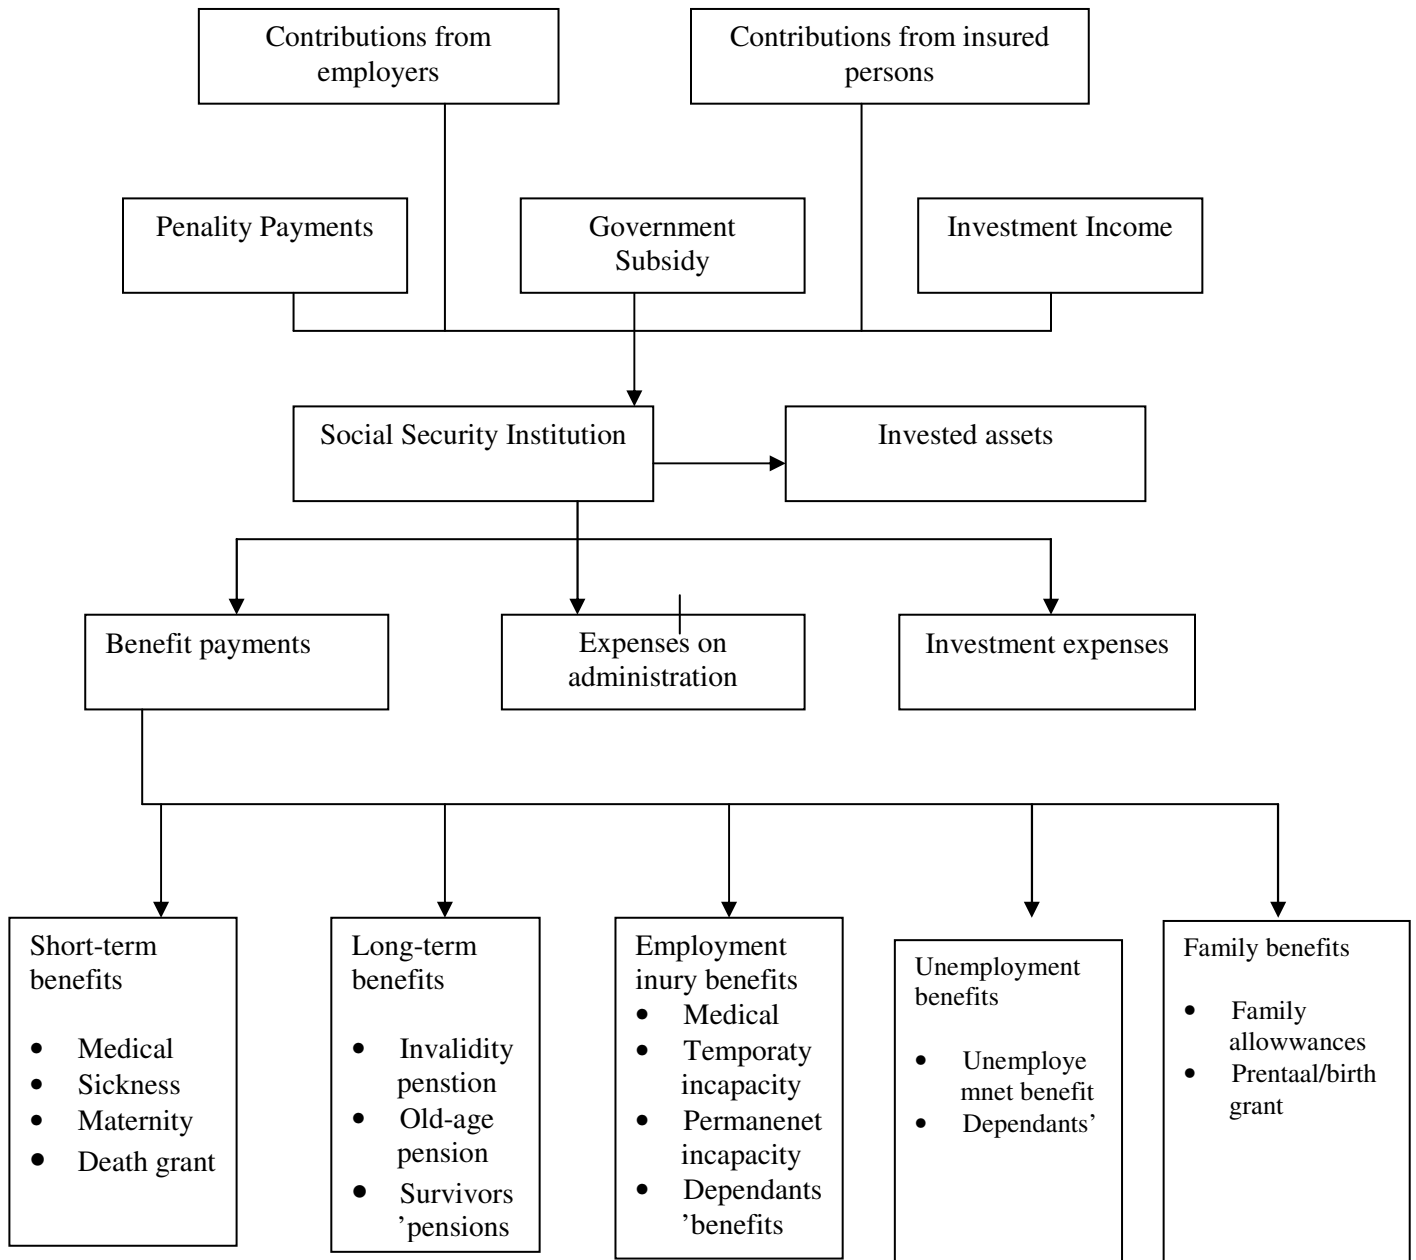 Contributions from
employers
Contributions from insured
persons
Penality Payments
Government
Subsidy
Investment Income
Social Security Institution
Invested assets
Benefit payments
Expenses on
administration
Investment expenses
Short-term
benefits
• Medical
• Sickness
• Maternity
• Death grant
Long-term
benefits
• Invalidity
penstion
• Old-age
pension
• Survivors
’pensions
Employment
inury benefits
• Medical
• Temporaty
incapacity
• Permanenet
incapacity
• Dependants
’benefits
Unemployment
benefits
• Unemploye
mnet benefit
• Dependants’
Family benefits
• Family
allowwances
• Prentaal/birth
grant